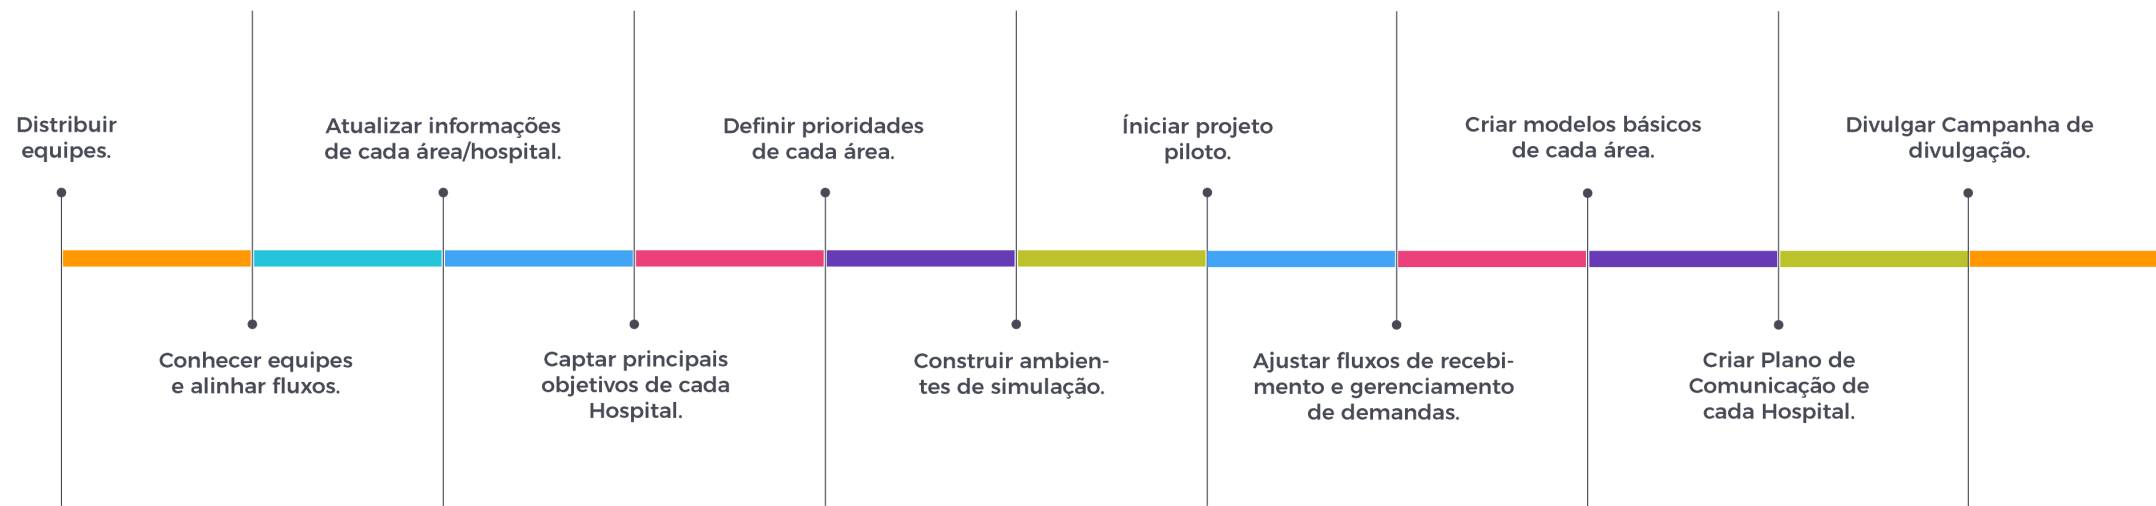 Distribuir
equipes.
Conhecer equipes
e alinhar fluxos.
Atualizar informações
de cada área/hospital.
Captar principais
objetivos de cada
Hospital.
Definir prioridades
de cada área.
Construir ambien-
tes de simulação.
Íniciar projeto
piloto.
Ajustar fluxos de recebi-
mento e gerenciamento
de demandas.
Criar modelos básicos
de cada área.
Criar Plano de
Comunicação de
cada Hospital.
Divulgar Campanha de
divulgação.